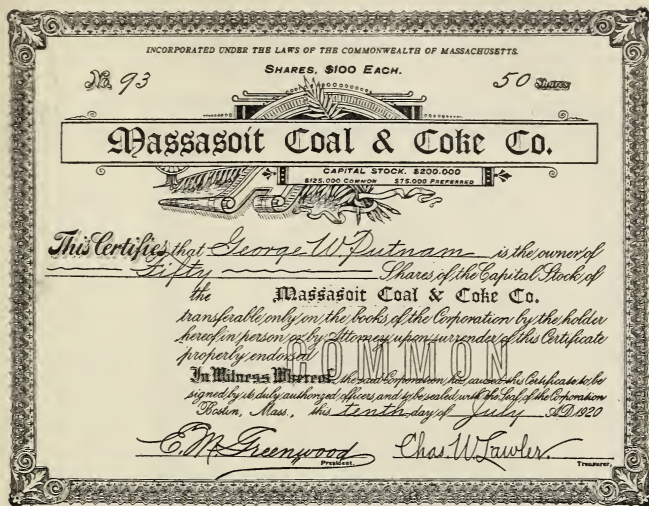 INCORPORATED UNDER THE LAWS OF THE COMMONWEALTH OF MASSACHUSETTS.
SHARES, $100 EACH.
No. 93
50 Shares
Massasoit Coal & Coke Co.
CAPITAL STOCK. $200.000
$125.000 COMMON $75.000 PREFERRED
This Certifies that George W Putnam is the owner of
Fifty Shares of the Capital Stock of
the Massasoit Coal & Coke Co.
transferable only on the books of the Corporation by the holder
hereof in person or by Attorney upon surrender of this Certificate
properly endorsed
COMMON
In Witness Whereof, the said Corporation has caused this Certificate to be
signed by its duly authorized officers and to be sealed with the Seal of the Corporation
Boston, Mass., this tenth day of July A.D. 1920
E. M. Greenwood Chas. W. Lawler.
President. Treasurer.